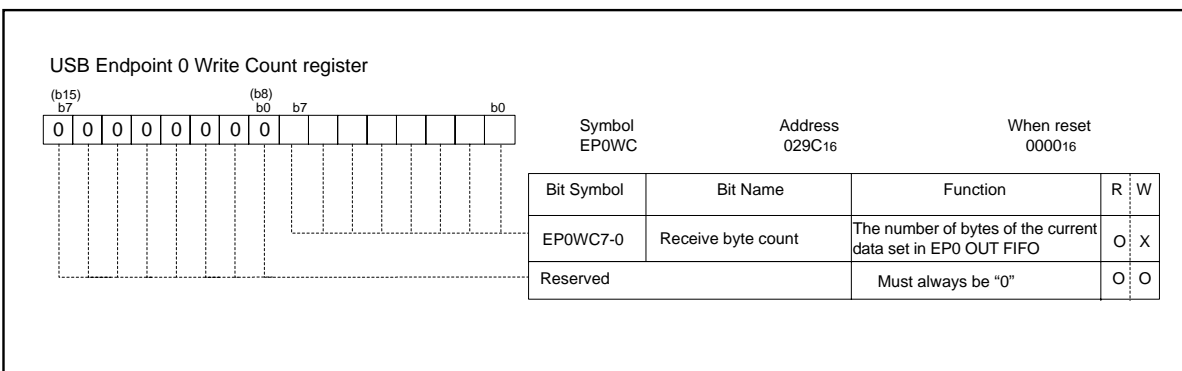 USB Endpoint 0 Write Count register
(b15) (b8)
b7 b0 b7 b0
0 0 0 0 0 0 0 0
Symbol Address When reset
EP0WC 029C16 000016
Bit Symbol Bit Name Function R W
EP0WC7-0 Receive byte count The number of bytes of the current
data set in EP0 OUT FIFO O X
Reserved Must always be “0” O O